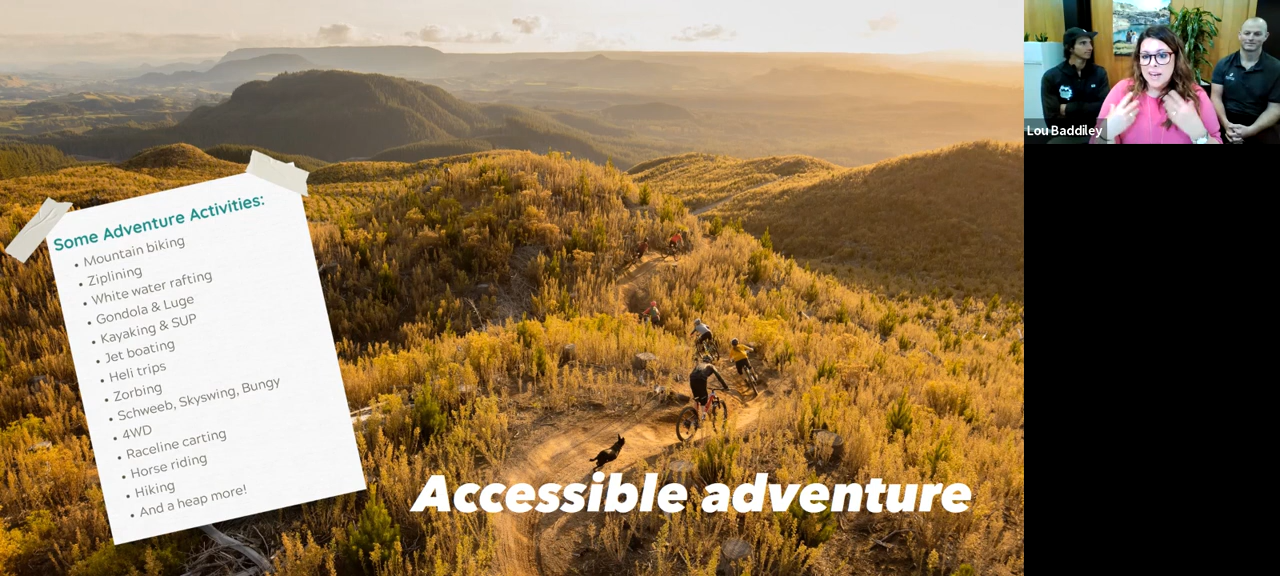 Some Adventure Activities:
• Mountain biking
• Ziplining
• White water rafting
• Gondola & Luge
• Kayaking & SUP
• Jet boating
• Heli trips
• Zorbing
• Schweeb, Skyswing, Bungy
• 4WD
• Raceline carting
• Horse riding
• Hiking
• And a heap more!
Accessible adventure
Lou Baddiley